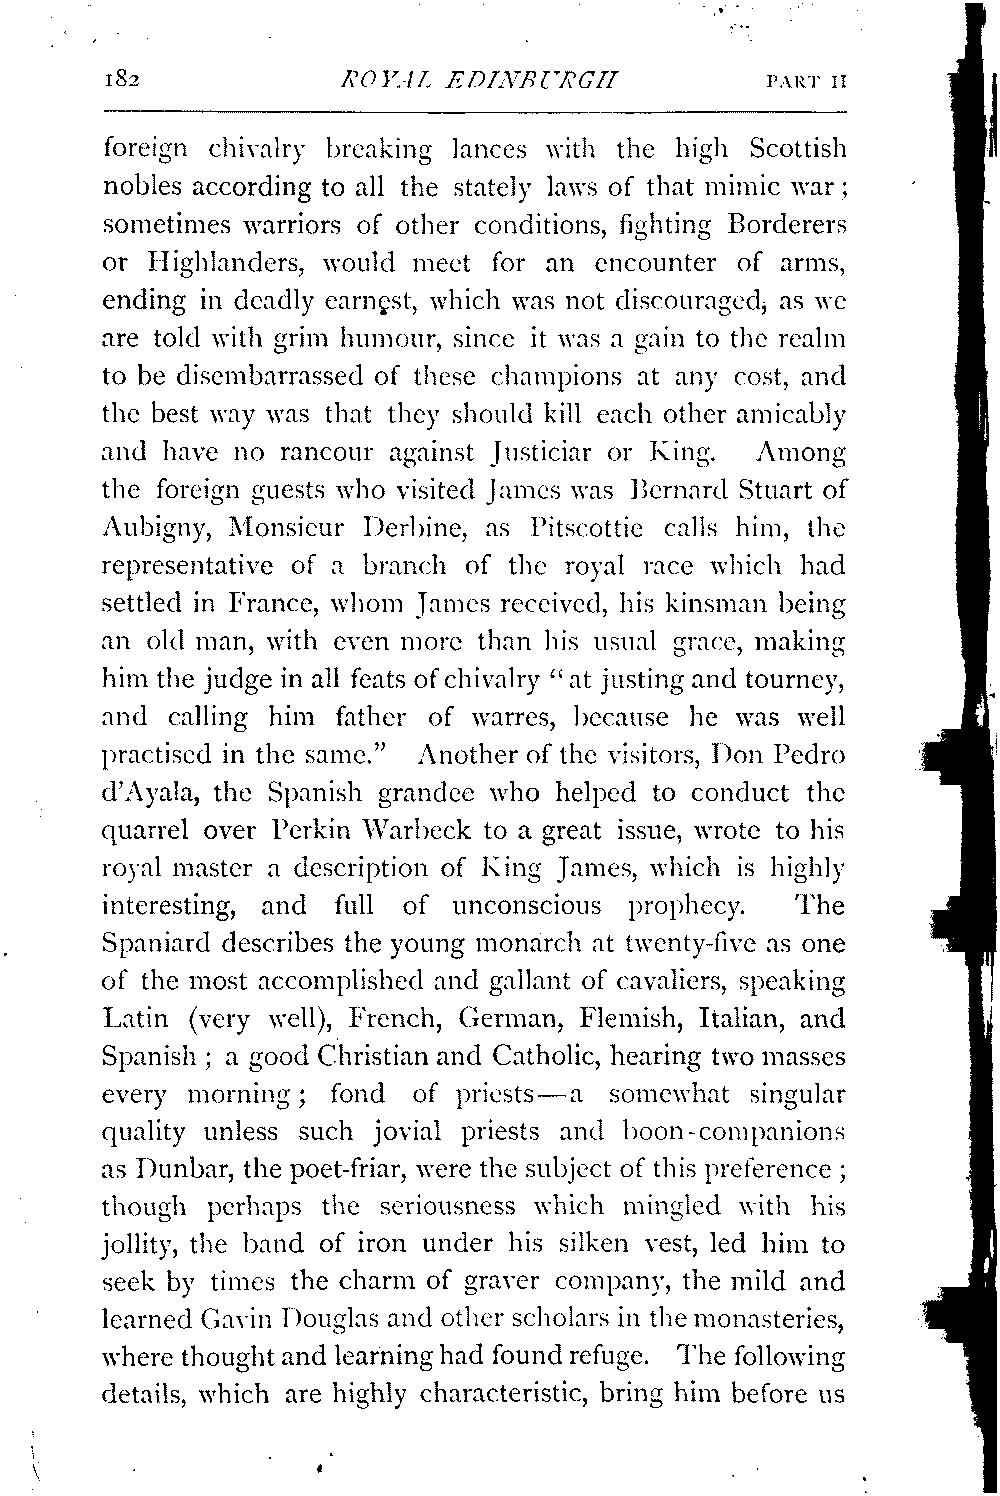 182 ROYAL EDINBURGH PART II
foreign chivalry breaking lances with the high Scottish
nobles according to all the stately laws of that mimic war ;
sometimes warriors of other conditions, fighting Borderers
or Highlanders, would meet for an encounter of arms,
ending in deadly earnest, which was not discouraged, as we
are told with grim humour, since it was a gain to the realm
to be disembarrassed of these champions at any cost, and
the best way was that they should kill each other amicably
and have no rancour against Justiciar or King. Among
the foreign guests who visited James was Bernard Stuart of
Aubigny, Monsieur Derbine, as Pitscottie calls him, the
representative of a branch of the royal race which had
settled in France, whom James received, his kinsman being
an old man, with even more than his usual grace, making
him the judge in all feats of chivalry “at justing and tourney,
and calling him father of warres, because he was well
practised in the same.” Another of the visitors, Don Pedro
d’Ayala, the Spanish grandee who helped to conduct the
quarrel over Perkin Warbeck to a great issue, wrote to his
royal master a description of King James, which is highly
interesting, and full of unconscious prophecy. The
Spaniard describes the young monarch at twenty-five as one
of the most accomplished and gallant of cavaliers, speaking
Latin (very well), French, German, Flemish, Italian, and
Spanish ; a good Christian and Catholic, hearing two masses
every morning ; fond of priests—a somewhat singular
quality unless such jovial priests and boon-companions
as Dunbar, the poet-friar, were the subject of this preference ;
though perhaps the seriousness which mingled with his
jollity, the band of iron under his silken vest, led him to
seek by times the charm of graver company, the mild and
learned Gavin Douglas and other scholars in the monasteries,
where thought and learning had found refuge. The following
details, which are highly characteristic, bring him before us